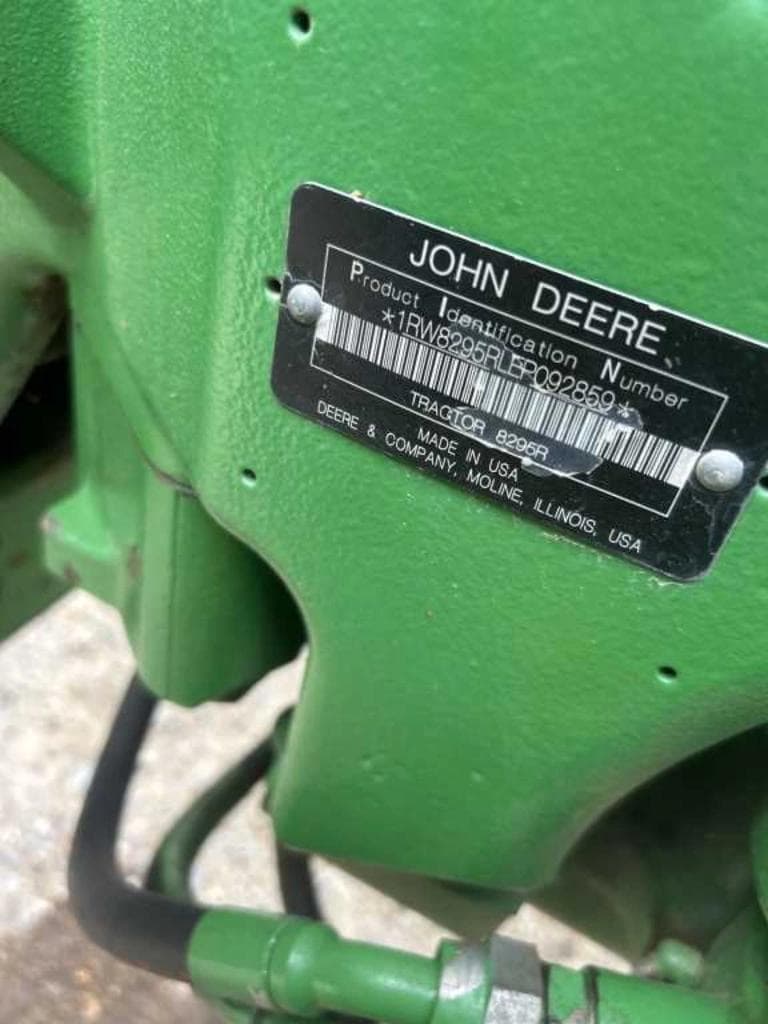 JOHN DEERE
Product Identification Number
*1RW8295RLEP092859*
TRACTOR 8295R
MADE IN USA
DEERE & COMPANY, MOLINE, ILLINOIS, USA